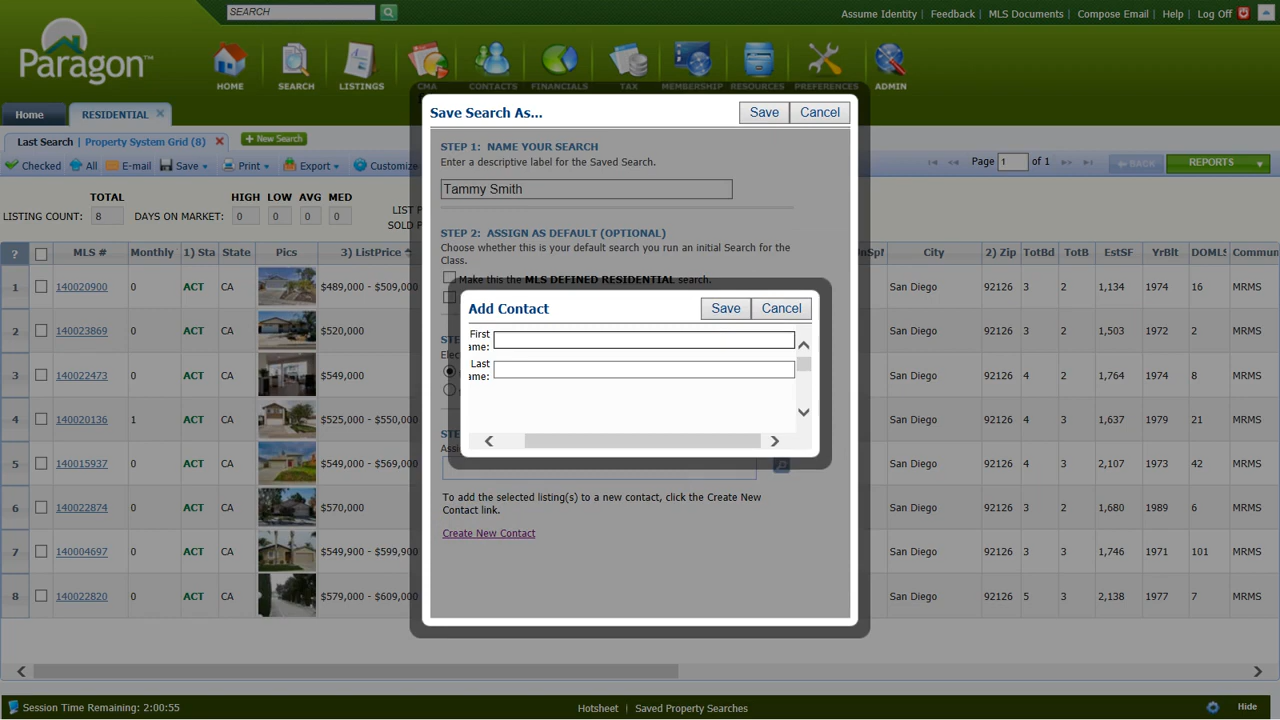 SEARCH
Assume Identity | Feedback | MLS Documents | Compose Email | Help | Log Off
Paragon™
HOME SEARCH LISTINGS CMA CONTACTS FINANCIALS TAX MEMBERSHIP RESOURCES PREFERENCES ADMIN
Home RESIDENTIAL
Last Search | Property System Grid (8) New Search
Checked All E-mail Save Print Export Customize
Page 1 of 1 BACK REPORTS
TOTAL HIGH LOW AVG MED
LISTING COUNT: 8 DAYS ON MARKET: 0 0 0 0
LIST P
SOLD P
? MLS # Monthly 1) Sta State Pics 3) ListPrice City 2) Zip TotBd TotB EstSF YrBlt DOMLS Commun
1 140020900 0 ACT CA $489,000 - $509,000 San Diego 92126 3 2 1,134 1974 16 MRMS
2 140023869 0 ACT CA $520,000 San Diego 92126 3 3 1,503 1972 2 MRMS
3 140022473 0 ACT CA $549,000 San Diego 92126 4 2 1,764 1974 8 MRMS
4 140020136 1 ACT CA $525,000 - $550,000 San Diego 92126 4 3 1,637 1979 21 MRMS
5 140015937 0 ACT CA $549,000 - $569,000 San Diego 92126 4 3 2,107 1973 42 MRMS
6 140022874 0 ACT CA $570,000 San Diego 92126 3 2 1,680 1989 6 MRMS
7 140004697 0 ACT CA $549,900 - $599,900 San Diego 92126 3 3 1,746 1971 101 MRMS
8 140022820 0 ACT CA $579,000 - $609,000 San Diego 92126 5 3 2,138 1977 7 MRMS
Save Search As... Save Cancel
STEP 1: NAME YOUR SEARCH
Enter a descriptive label for the Saved Search.
Tammy Smith
STEP 2: ASSIGN AS DEFAULT (OPTIONAL)
Choose whether this is your default search you run an initial Search for the
Class.
Make this the MLS DEFINED RESIDENTIAL search.
Add Contact Save Cancel
First
ame:
Last
ame:
To add the selected listing(s) to a new contact, click the Create New
Contact link.
Create New Contact
Session Time Remaining: 2:00:55
Hotsheet | Saved Property Searches
Hide